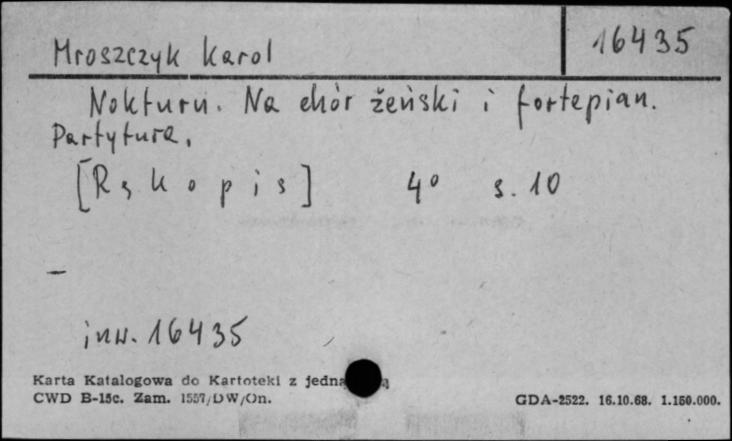 Mroszczyk Karol
16435
Nokturn. Na chór żeński i fortepian.
Partytura.
[Rękopis] 4° s. 10
—
inw. 16435
Karta Katalogowa do Kartoteki z jedną
CWD B-15c. Zam. 1557/DW/On.
GDA-2522. 16.10.68. 1.150.000.